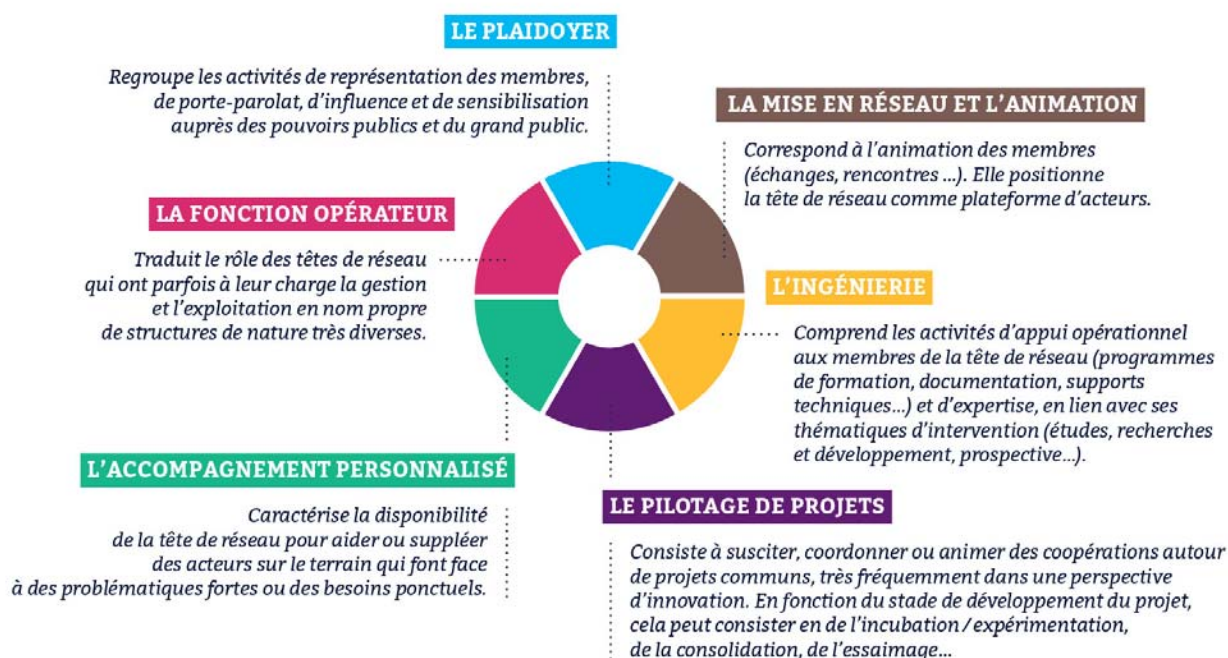 LE PLAIDOYER
Regroupe les activités de représentation des membres,
de porte-parolat, d'influence et de sensibilisation
auprès des pouvoirs publics et du grand public.
LA MISE EN RÉSEAU ET L'ANIMATION
Correspond à l'animation des membres
(échanges, rencontres ...). Elle positionne
la tête de réseau comme plateforme d'acteurs.
LA FONCTION OPÉRATEUR
Traduit le rôle des têtes de réseau
qui ont parfois à leur charge la gestion
et l'exploitation en nom propre
de structures de nature très diverses.
L'INGÉNIERIE
Comprend les activités d'appui opérationnel
aux membres de la tête de réseau (programmes
de formation, documentation, supports
techniques...) et d'expertise, en lien avec ses
thématiques d'intervention (études, recherches
et développement, prospective...).
L'ACCOMPAGNEMENT PERSONNALISÉ
Caractérise la disponibilité
de la tête de réseau pour aider ou suppléer
des acteurs sur le terrain qui font face
à des problématiques fortes ou des besoins ponctuels.
LE PILOTAGE DE PROJETS
Consiste à susciter, coordonner ou animer des coopérations autour
de projets communs, très fréquemment dans une perspective
d'innovation. En fonction du stade de développement du projet,
cela peut consister en de l'incubation / expérimentation,
de la consolidation, de l'essaimage...